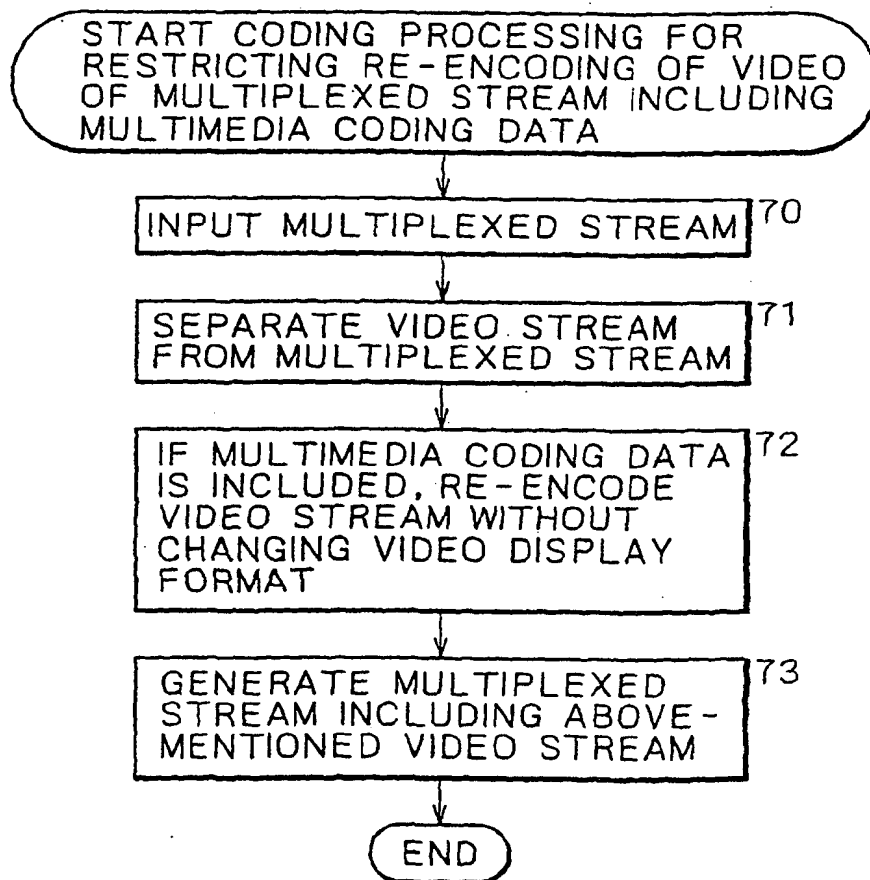 START CODING PROCESSING FOR
RESTRICTING RE-ENCODING OF VIDEO
OF MULTIPLEXED STREAM INCLUDING
MULTIMEDIA CODING DATA
INPUT MULTIPLEXED STREAM
70
SEPARATE VIDEO STREAM
FROM MULTIPLEXED STREAM
71
IF MULTIMEDIA CODING DATA
IS INCLUDED, RE-ENCODE
VIDEO STREAM WITHOUT
CHANGING VIDEO DISPLAY
FORMAT
72
GENERATE MULTIPLEXED
STREAM INCLUDING ABOVE-
MENTIONED VIDEO STREAM
73
END